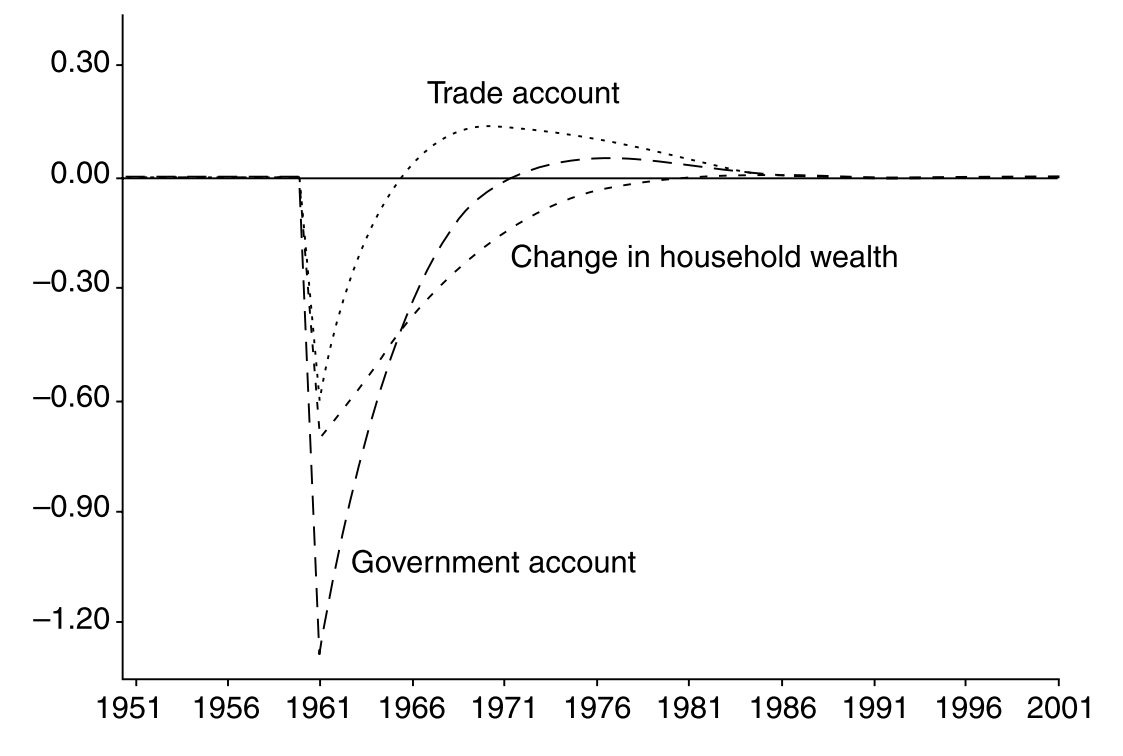 0.30
Trade account
0.00
Change in household wealth
–0.30
–0.60
–0.90
Government account
–1.20
1951 1956 1961 1966 1971 1976 1981 1986 1991 1996 2001